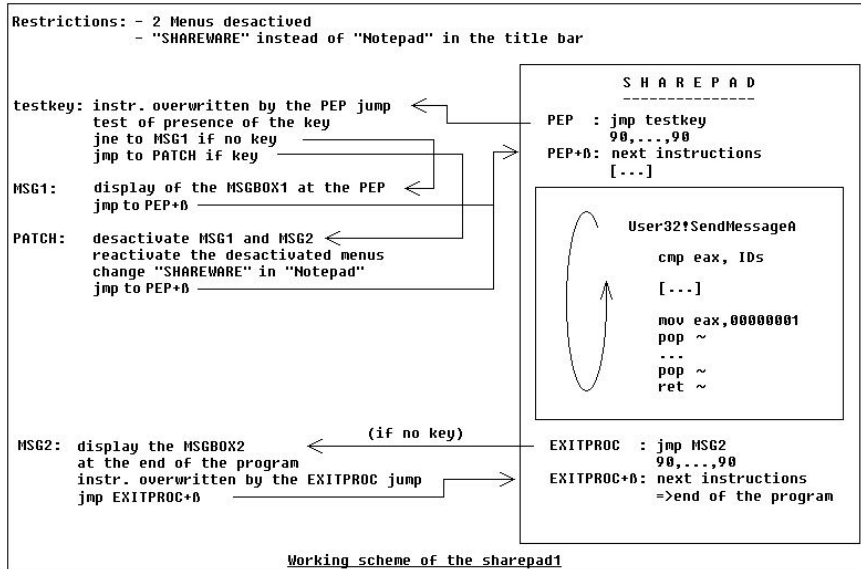 Restrictions: - 2 Menus desactived
- "SHAREWARE" instead of "Notepad" in the title bar
testkey: instr. overwritten by the PEP jump
test of presence of the key
jne to MSG1 if no key
jmp to PATCH if key
MSG1: display of the MSGBOX1 at the PEP
jmp to PEP+ß
PATCH: desactivate MSG1 and MSG2
reactivate the desactivated menus
change "SHAREWARE" in "Notepad"
jmp to PEP+ß
MSG2: display the MSGBOX2
at the end of the program
instr. overwritten by the EXITPROC jump
jmp EXITPROC+ß
(if no key)
S H A R E P A D
---------------
PEP : jmp testkey
90,...,90
PEP+ß: next instructions
[...]
User32!SendMessageA
cmp eax, IDs
[...]
mov eax,00000001
pop ~
...
pop ~
ret ~
EXITPROC : jmp MSG2
90,...,90
EXITPROC+ß: next instructions
=>end of the program
Working scheme of the sharepad1